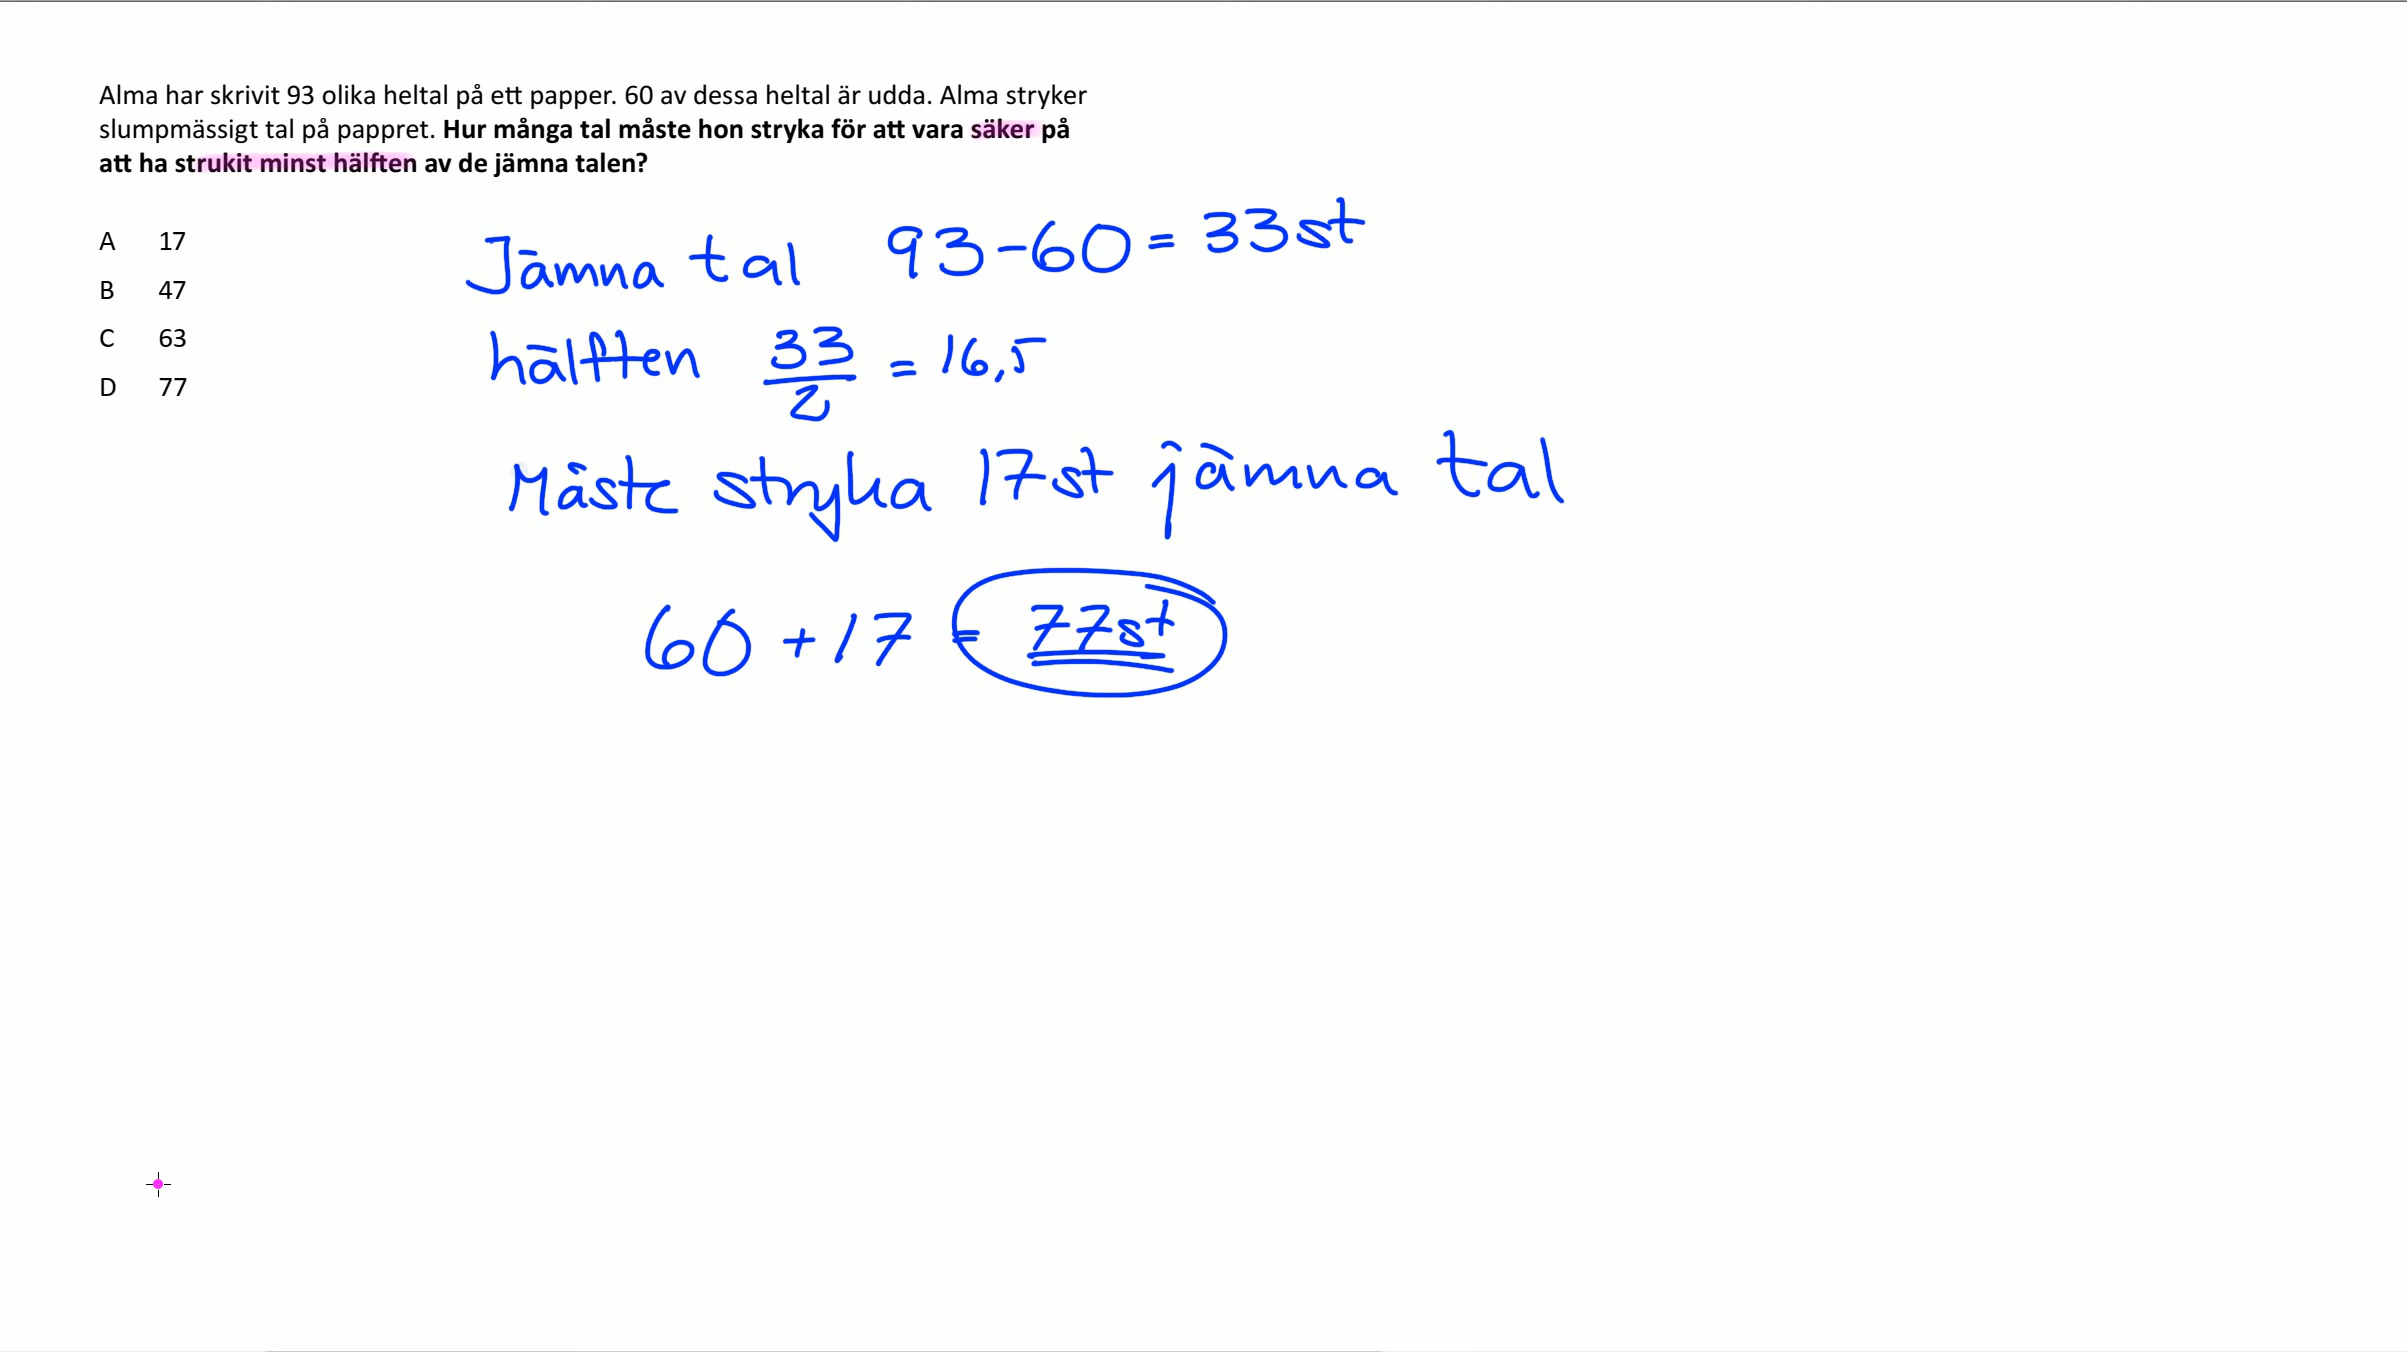 Alma har skrivit 93 olika heltal på ett papper. 60 av dessa heltal är udda. Alma stryker
slumpmässigt tal på pappret. Hur många tal måste hon stryka för att vara säker på
att ha strukit minst hälften av de jämna talen?
A 17
B 47
C 63
D 77
Jämna tal 93-60 = 33st
hälften 33/2 = 16,5
Måste stryka 17st jämna tal
60 + 17 = 77st